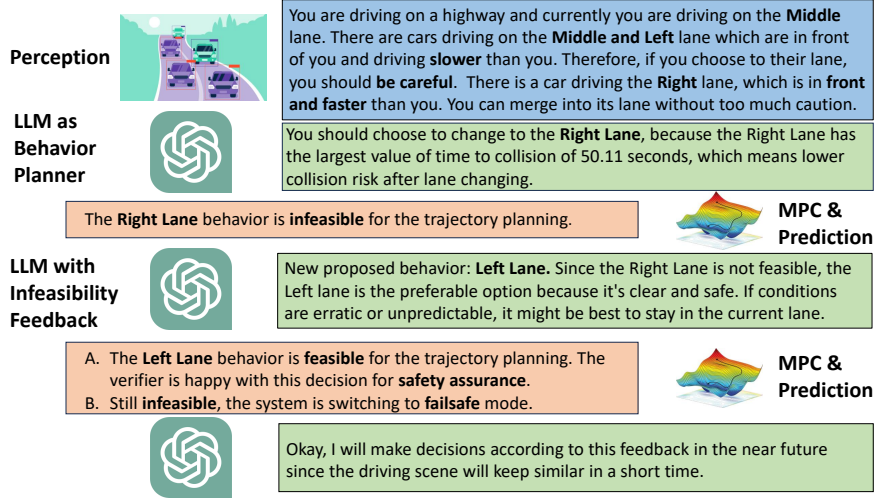 Perception
You are driving on a highway and currently you are driving on the Middle
lane. There are cars driving on the Middle and Left lane which are in front
of you and driving slower than you. Therefore, if you choose to their lane,
you should be careful. There is a car driving the Right lane, which is in front
and faster than you. You can merge into its lane without too much caution.
LLM as
Behavior
Planner
You should choose to change to the Right Lane, because the Right Lane has
the largest value of time to collision of 50.11 seconds, which means lower
collision risk after lane changing.
The Right Lane behavior is infeasible for the trajectory planning.
MPC &
Prediction
LLM with
Infeasibility
Feedback
New proposed behavior: Left Lane. Since the Right Lane is not feasible, the
Left lane is the preferable option because it's clear and safe. If conditions
are erratic or unpredictable, it might be best to stay in the current lane.
A. The Left Lane behavior is feasible for the trajectory planning. The
verifier is happy with this decision for safety assurance.
B. Still infeasible, the system is switching to failsafe mode.
MPC &
Prediction
Okay, I will make decisions according to this feedback in the near future
since the driving scene will keep similar in a short time.